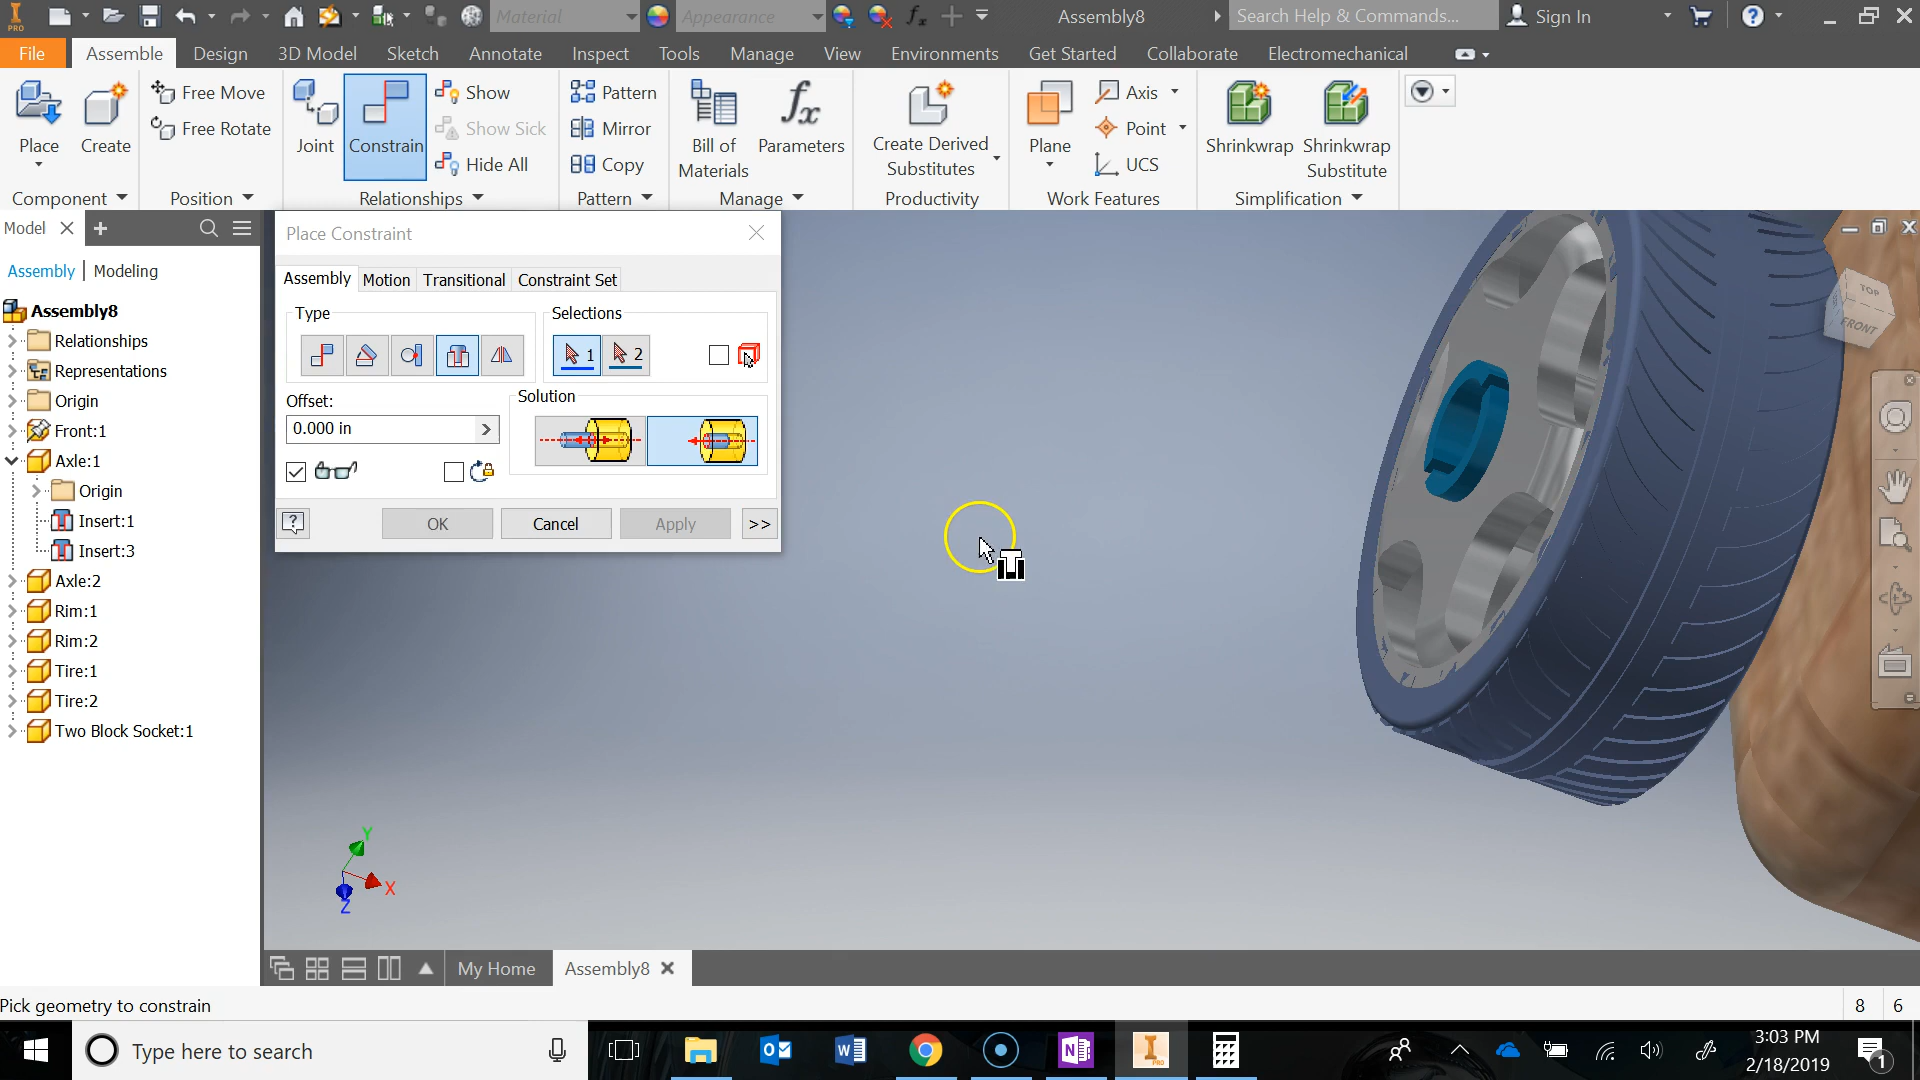 PRO
Material
Appearance
Assembly8
Search Help & Commands...
Sign In
File
Assemble
Design
3D Model
Sketch
Annotate
Inspect
Tools
Manage
View
Environments
Get Started
Collaborate
Electromechanical
Place
Create
Free Move
Free Rotate
Joint
Constrain
Show
Show Sick
Hide All
Pattern
Mirror
Copy
Bill of
Materials
fx
Parameters
Create Derived
Substitutes
Plane
Axis
Point
UCS
Shrinkwrap
Shrinkwrap
Substitute
Component
Position
Relationships
Pattern
Manage
Productivity
Work Features
Simplification
Model
Assembly
Modeling
Assembly8
Relationships
Representations
Origin
Front:1
Axle:1
Origin
Insert:1
Insert:3
Axle:2
Rim:1
Rim:2
Tire:1
Tire:2
Two Block Socket:1
Place Constraint
Assembly
Motion
Transitional
Constraint Set
Type
Selections
1
2
Offset:
0.000 in
Solution
OK
Cancel
Apply
>>
TOP
FRONT
Y
X
Z
My Home
Assembly8
Pick geometry to constrain
8
6
Type here to search
3:03 PM
2/18/2019
1